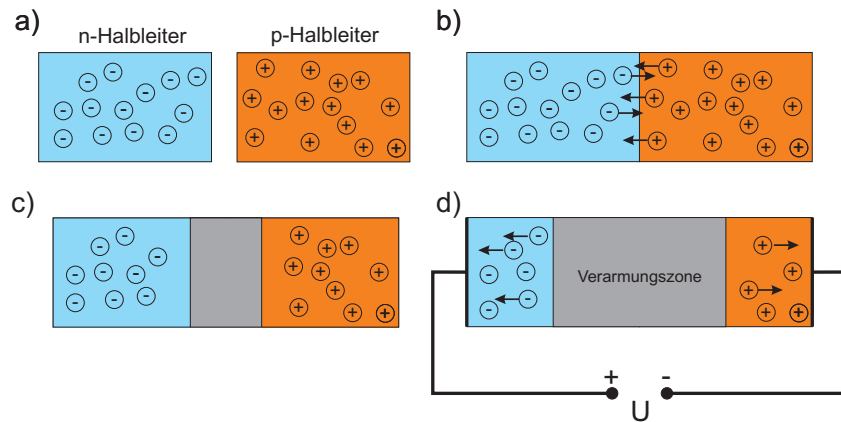 a)
n-Halbleiter
p-Halbleiter
b)
c)
d)
Verarmungszone
+ -
U